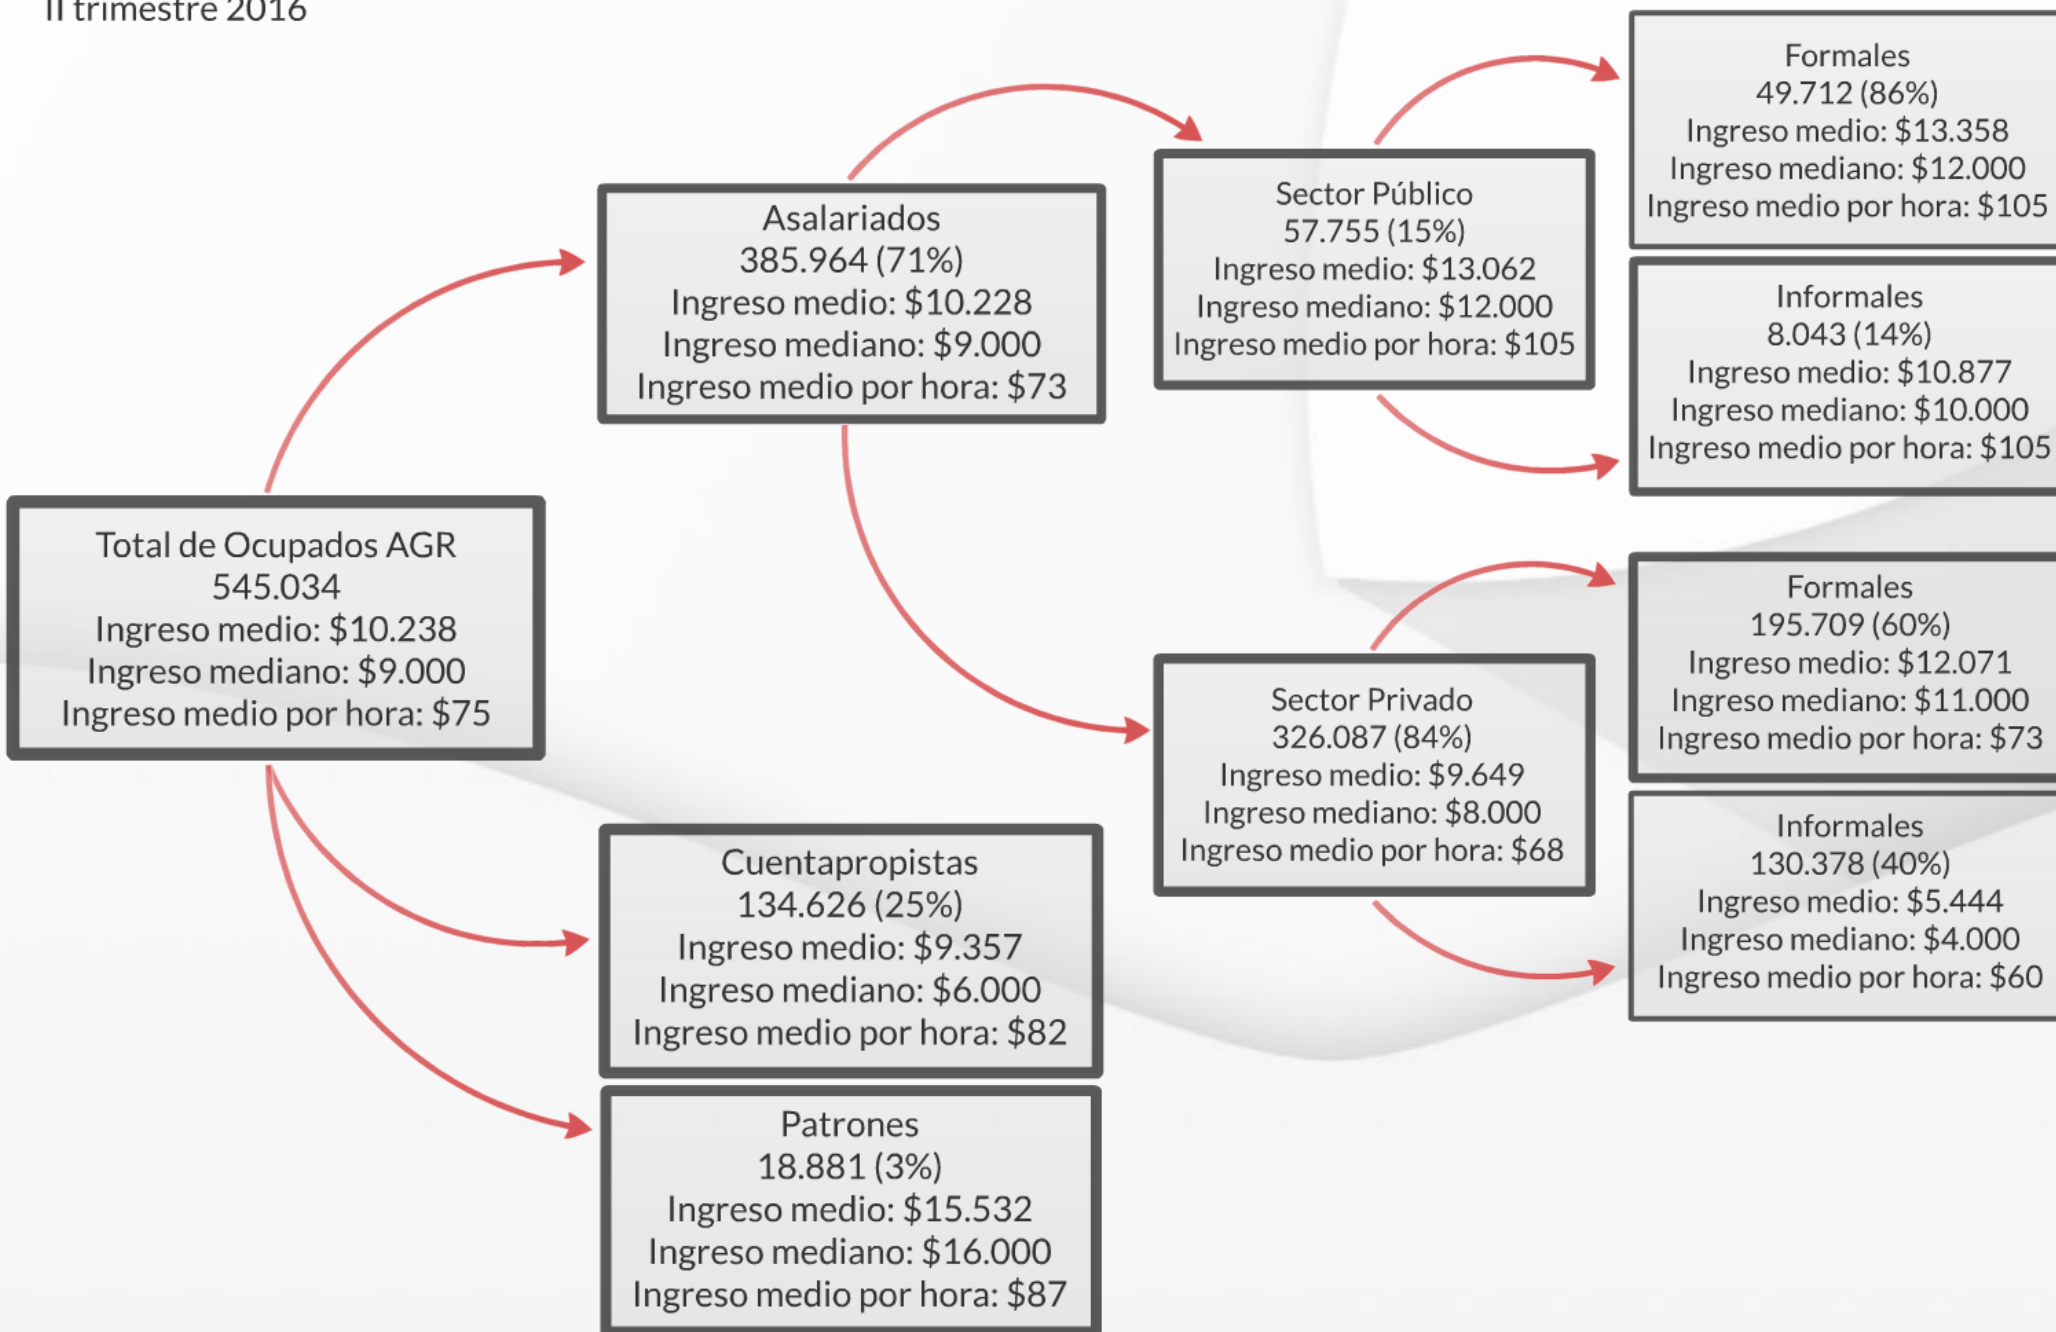 II trimestre 2016
Total de Ocupados AGR
545.034
Ingreso medio: $10.238
Ingreso mediano: $9.000
Ingreso medio por hora: $75
Asalariados
385.964 (71%)
Ingreso medio: $10.228
Ingreso mediano: $9.000
Ingreso medio por hora: $73
Cuentapropistas
134.626 (25%)
Ingreso medio: $9.357
Ingreso mediano: $6.000
Ingreso medio por hora: $82
Patrones
18.881 (3%)
Ingreso medio: $15.532
Ingreso mediano: $16.000
Ingreso medio por hora: $87
Sector Público
57.755 (15%)
Ingreso medio: $13.062
Ingreso mediano: $12.000
Ingreso medio por hora: $105
Sector Privado
326.087 (84%)
Ingreso medio: $9.649
Ingreso mediano: $8.000
Ingreso medio por hora: $68
Formales
49.712 (86%)
Ingreso medio: $13.358
Ingreso mediano: $12.000
Ingreso medio por hora: $105
Informales
8.043 (14%)
Ingreso medio: $10.877
Ingreso mediano: $10.000
Ingreso medio por hora: $105
Formales
195.709 (60%)
Ingreso medio: $12.071
Ingreso mediano: $11.000
Ingreso medio por hora: $73
Informales
130.378 (40%)
Ingreso medio: $5.444
Ingreso mediano: $4.000
Ingreso medio por hora: $60